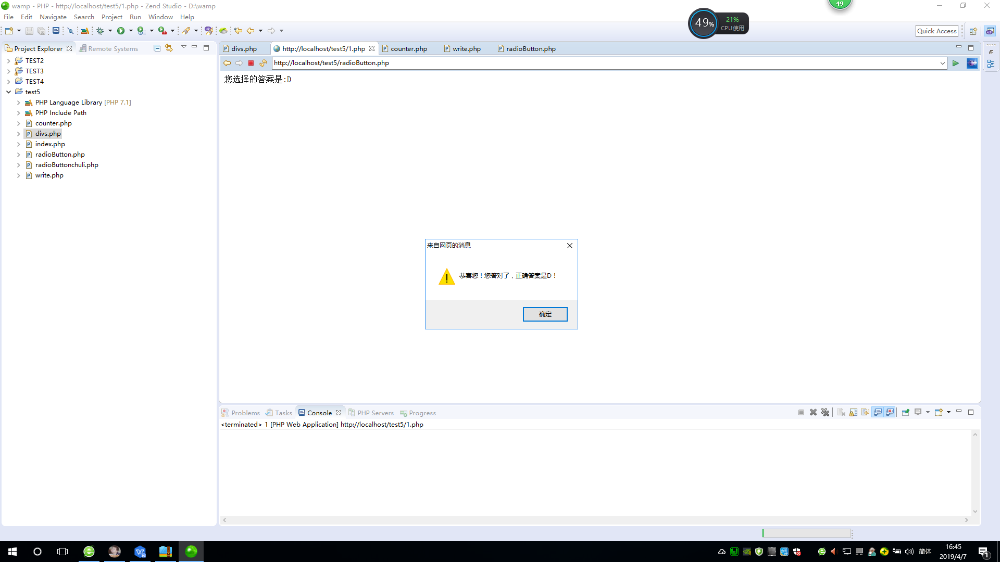 wamp - PHP - http://localhost/test5/1.php - Zend Studio - D:\wamp
49
File Edit Navigate Search Project Run Window Help
49%
21%
CPU使用
Quick Access
Project Explorer
Remote Systems
divs.php
http://localhost/test5/1.php
counter.php
write.php
radioButton.php
http://localhost/test5/radioButton.php
TEST2
TEST3
TEST4
test5
PHP Language Library [PHP 7.1]
PHP Include Path
counter.php
divs.php
index.php
radioButton.php
radioButtonchuli.php
write.php
您选择的答案是:D
来自网页的消息
恭喜您！您答对了，正确答案是D！
确定
Problems Tasks Console PHP Servers Progress
<terminated> 1 [PHP Web Application] http://localhost/test5/1.php
简体
16:45
2019/4/7
1